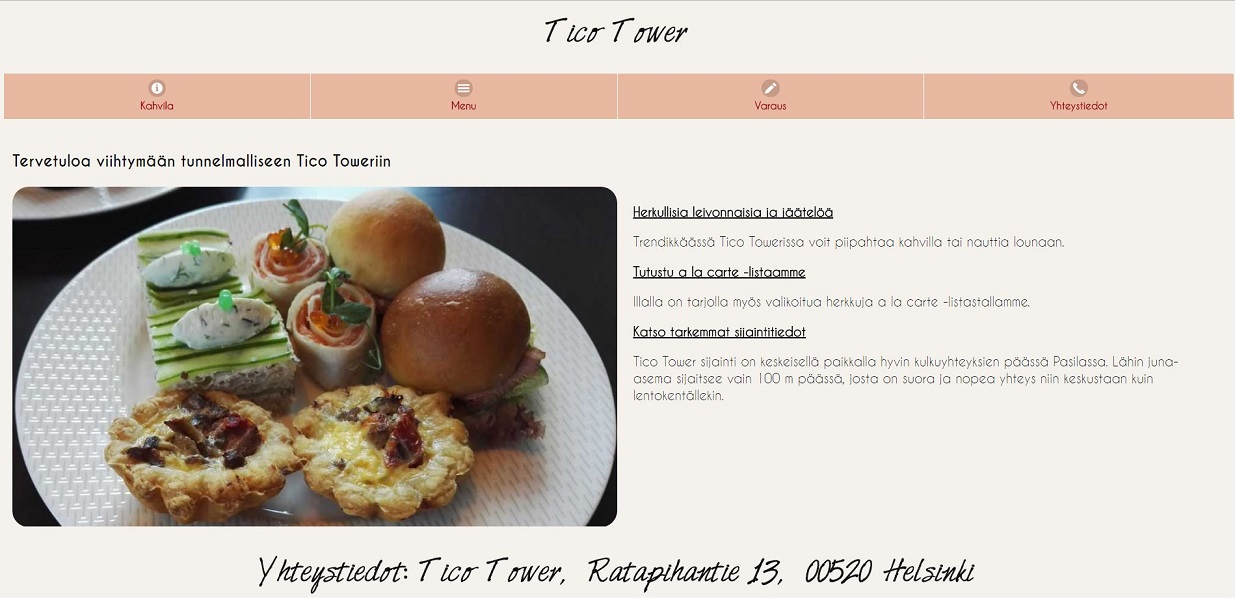 Tico Tower
Kahvila
Menu
Varaus
Yhteystiedot
Tervetuloa viihtymään tunnelmalliseen Tico Toweriin
Herkullisia leivonnaisia ja jäätelöä
Trendikkäässä Tico Towerissa voit piipahtaa kahvilla tai nauttia lounaan.
Tutustu a la carte -listaamme
Illalla on tarjolla myös valikoitua herkkuja a la carte -listastallamme.
Katso tarkemmat sijaintitiedot
Tico Tower sijainti on keskeisellä paikalla hyvin kulkuyhteyksien päässä Pasilassa. Lähin juna-
asema sijaitsee vain 100 m päässä, josta on suora ja nopea yhteys niin keskustaan kuin
lentokentällekin.
Yhteystiedot: Tico Tower, Ratapihantie 13, 00520 Helsinki